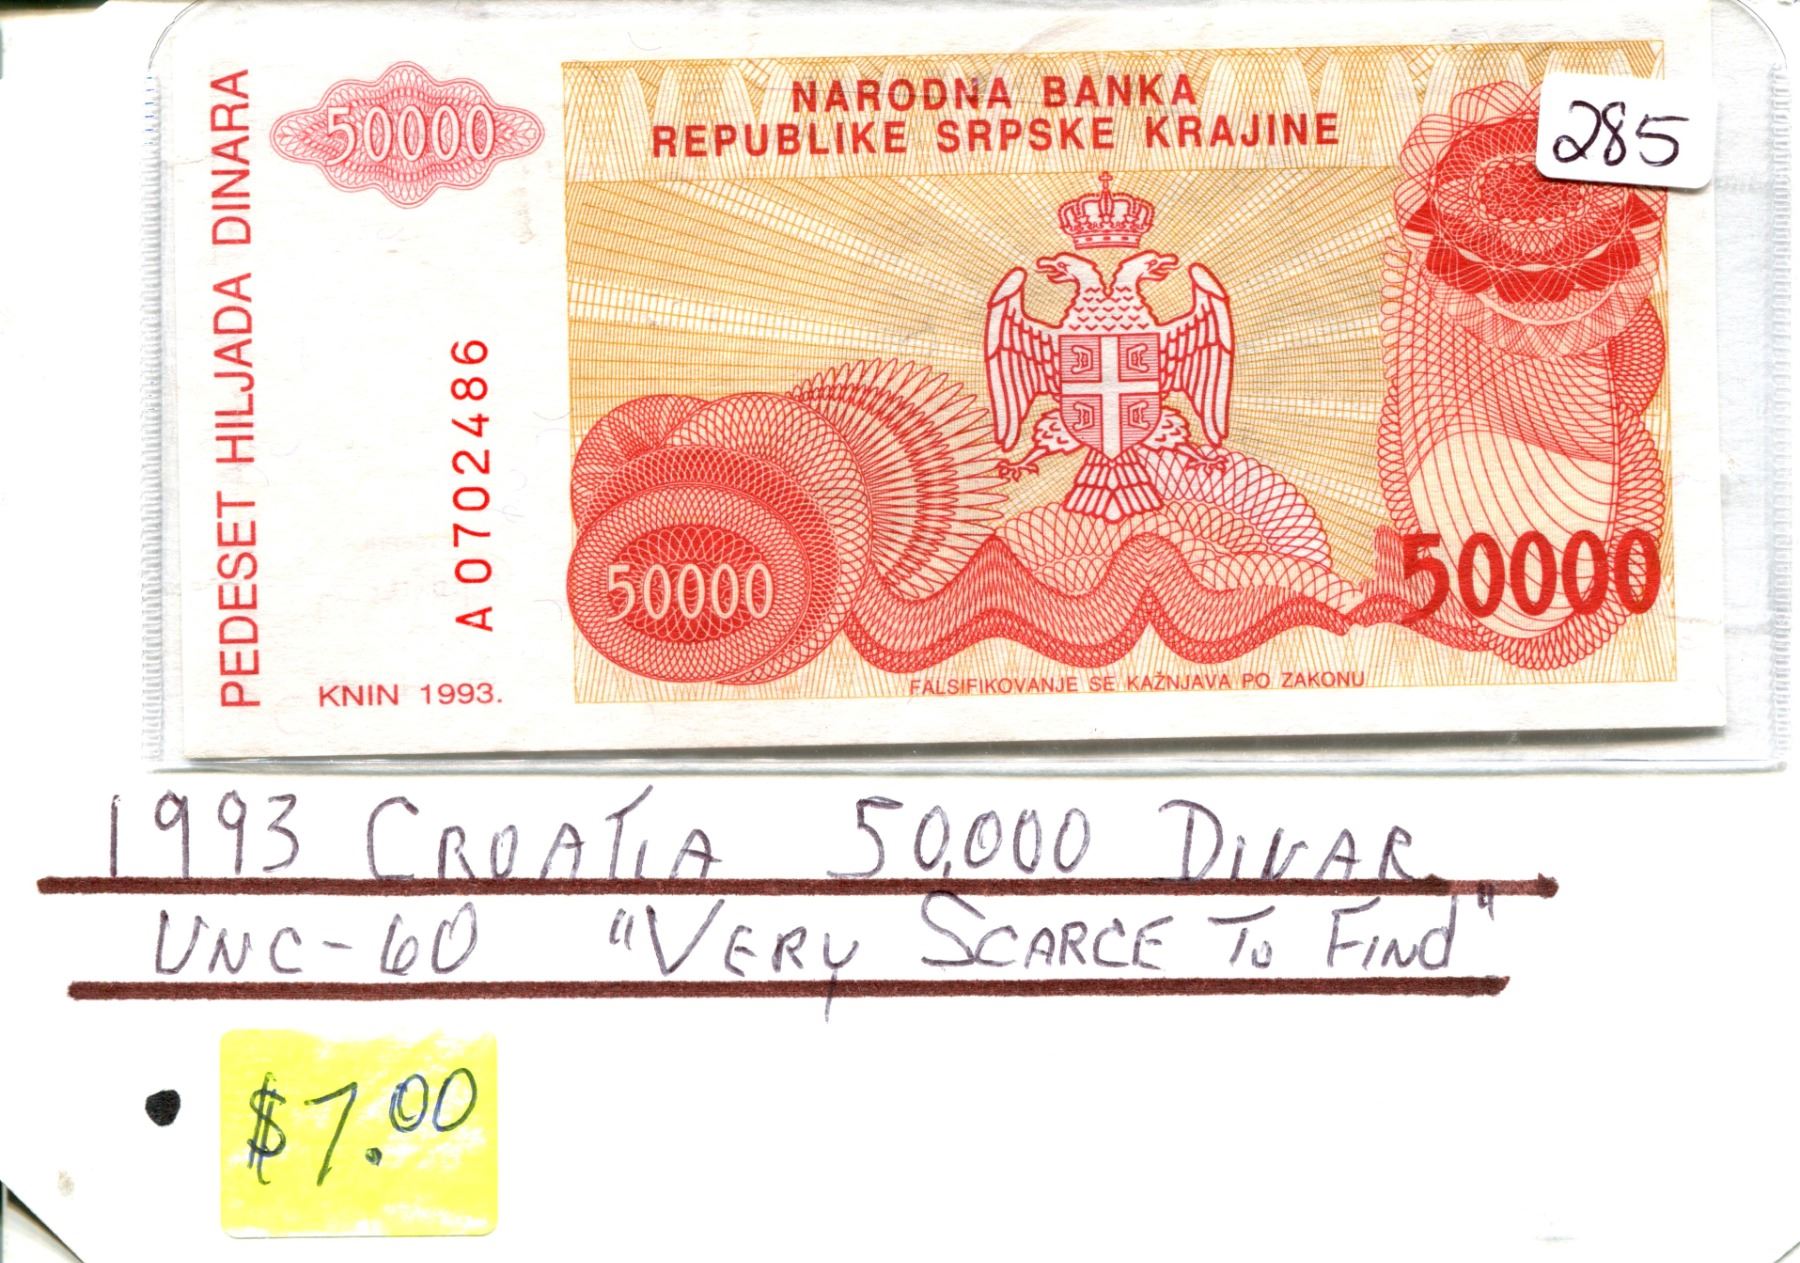 PEDESET HILJADA DINARA
50000
A 0702486
KNIN 1993.
NARODNA BANKA
REPUBLIKE SRPSKE KRAJINE
285
50000
50000
FALSIFIKOVANJE SE KAŽNJAVA PO ZAKONU
1993 CROATIA 50,000 DINAR
UNC-60 "VERY SCARCE To FINd"
$7.00